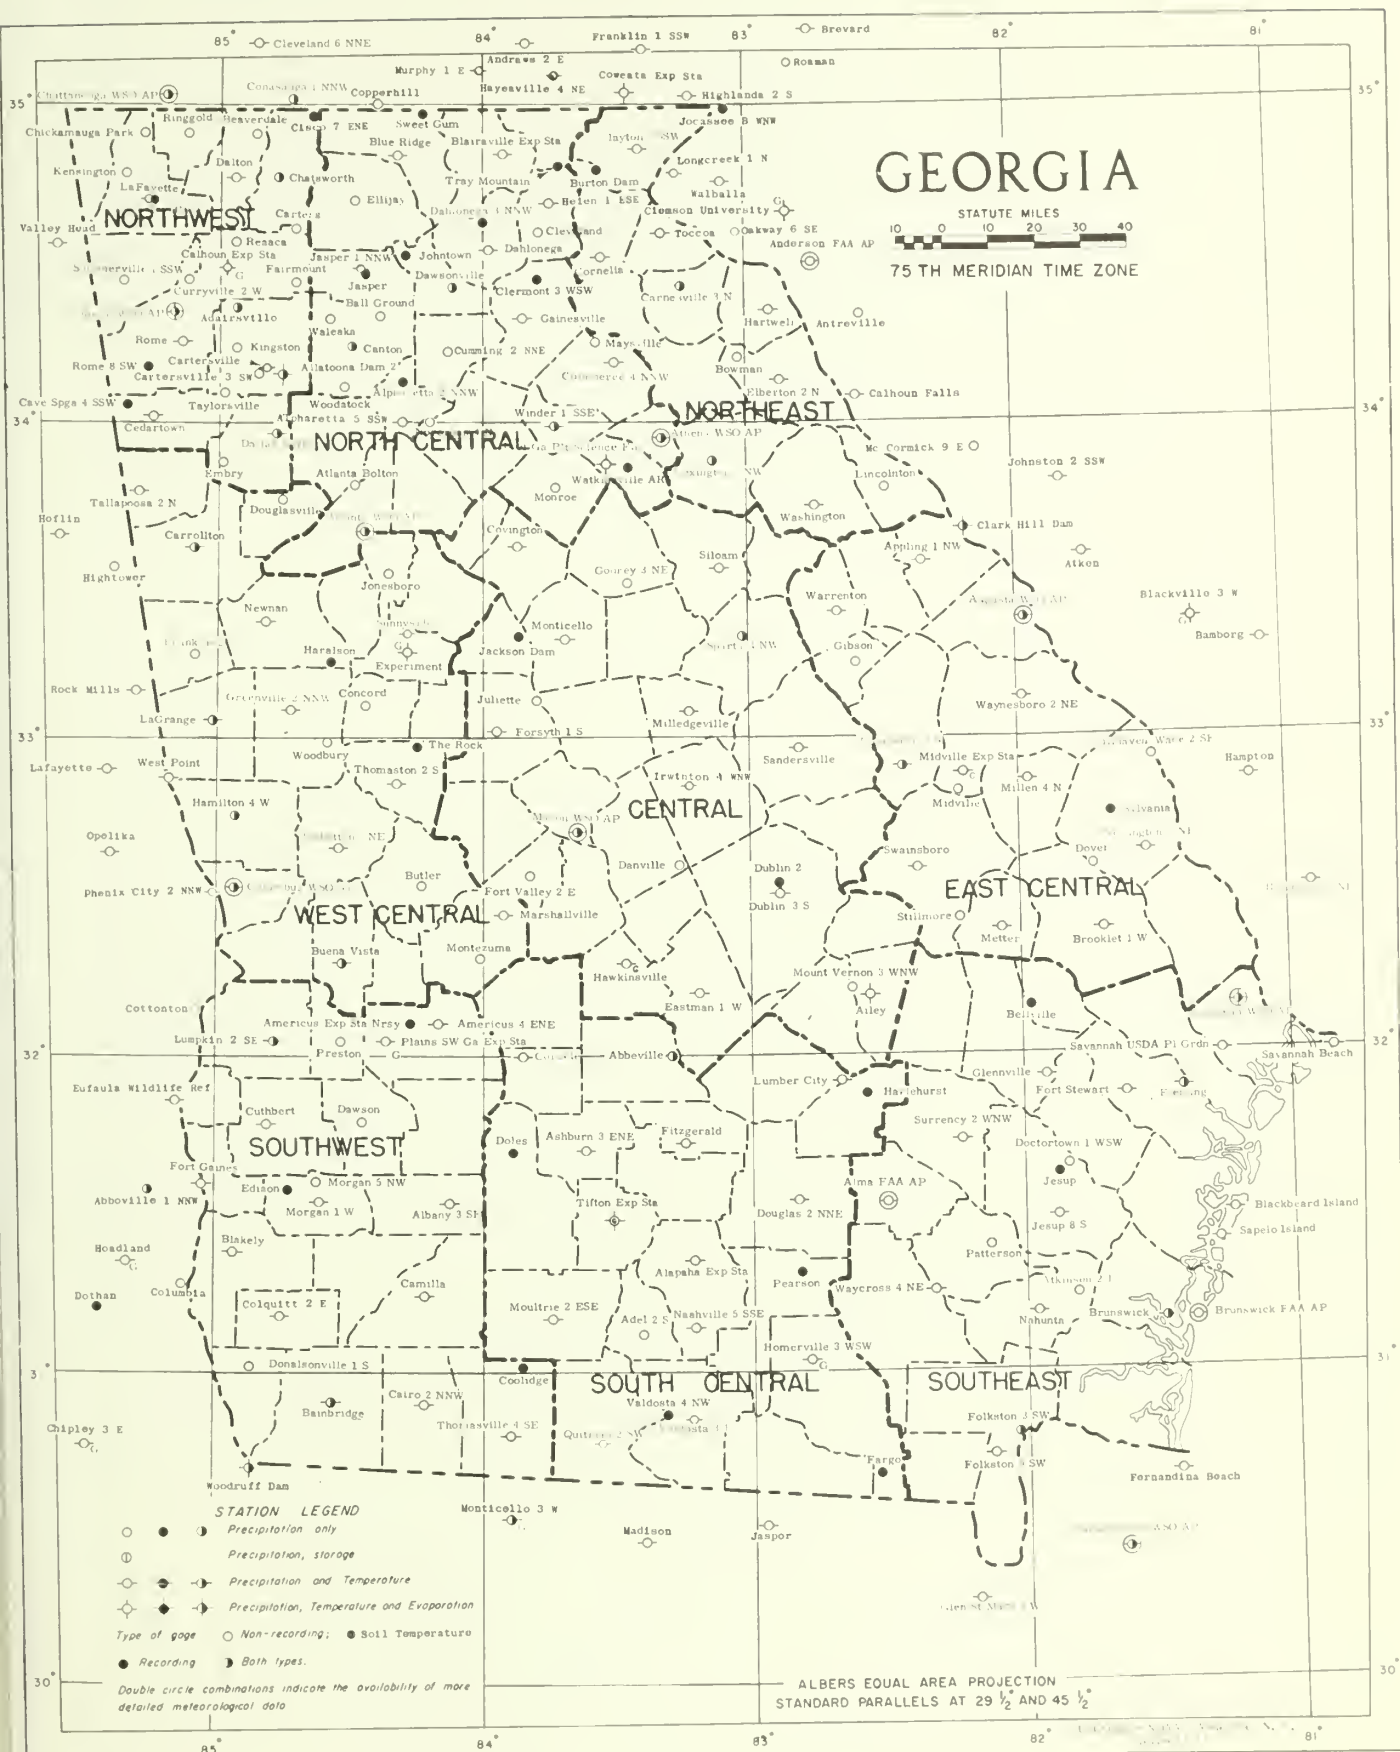 85° 84° 83° 82° 81°
Cleveland 6 NNE
Franklin 1 SSW
Brevard
Andrews 2 E
Murphy 1 E
Rosman
Hayesville 4 NE
Coweeta Exp Sta
35° 35°
Copperhill
Highlands 2 S
Chickamauga Park
Ringgold
Beaverdale
Cisco 7 ENE
Sweet Gum
Jocassee 8 WNW
Blue Ridge
Blairsville Exp Sta
Dalton
Longcreek 1 N
Kensington
LaFayette
Chatsworth
Tray Mountain
Burton Dam
Walhalla
Ellijay
Helen 1 ESE
Clemson University
GEORGIA
STATUTE MILES
10 0 10 20 30 40
75 TH MERIDIAN TIME ZONE
NORTHWEST
Carters
Valley Head
Resaca
Cleveland
Toccoa
Oakway 6 SE
Anderson FAA AP
Calhoun Exp Sta
Jasper 1 NNW
Johntown
Dahlonega
Fairmount
Jasper
Dawsonville
Cornelia
Curryville 2 W
Clermont 3 WSW
Adairsville
Ball Ground
Gainesville
Hartwell
Antreville
Waleska
Rome
Kingston
Canton
Cumming 2 NNE
Rome 8 SW
Cartersville
Cartersville 3 SW
Allatoona Dam 2
Bowman
Elberton 2 N
Calhoun Falls
Cave Spgs 4 SSW
Taylorsville
Woodstock
Cedartown
Alpharetta 5 SSW
Winder 1 SSE
NORTHEAST
34° 34°
NORTH CENTRAL
Mc Cormick 9 E
Embry
Atlanta Bolton
Lincolnton
Johnston 2 SSW
Tallapoosa 2 N
Douglasville
Monroe
Washington
Heflin
Carrollton
Covington
Clark Hill Dam
Siloam
Appling 1 NW
Aiken
Hightower
Jonesboro
Newnan
Warrenton
Blackville 3 W
Bamberg
Haralson
Experiment
Jackson Dam
Monticello
Gibson
Rock Mills
Concord
Juliette
Milledgeville
Waynesboro 2 NE
LaGrange
Forsyth 1 S
33° 33°
Woodbury
The Rock
Sandersville
Midville Exp Sta
Lafayette
West Point
Thomaston 2 S
Hampton
Midville
Millen 4 N
Hamilton 4 W
CENTRAL
Opelika
Danville
Swainsboro
Dover
Phenix City 2 NNW
Butler
Fort Valley 2 E
Dublin 2
Dublin 3 S
EAST CENTRAL
WEST CENTRAL
Marshallville
Stillmore
Metter
Brooklet 1 W
Buena Vista
Montezuma
Hawkinsville
Mount Vernon 3 WNW
Eastman 1 W
Ailey
Bellville
Cottonton
Americus Exp Sta Nrsy
Americus 4 ENE
Lumpkin 2 SE
Preston
Plains SW Ga Exp Sta
Abbeville
Savannah USDA Pl Grdn
Savannah Beach
32° 32°
Lumber City
Glennville
Fort Stewart
Fleming
Eufaula Wildlife Ref
Hazlehurst
Cuthbert
Dawson
Surrency 2 WNW
SOUTHWEST
Doles
Ashburn 3 ENE
Fitzgerald
Doctortown 1 WSW
Fort Gaines
Jesup
Abbeville 1 NNW
Edison
Morgan 5 NW
Alma FAA AP
Morgan 1 W
Albany 3 SE
Tifton Exp Sta
Douglas 2 NNE
Blackbeard Island
Jesup 8 S
Sapelo Island
Headland
Blakely
Patterson
Columbia
Alapaha Exp Sta
Dothan
Camilla
Pearson
Waycross 4 NE
Colquitt 2 E
Moultrie 2 ESE
Adel 2 S
Nashville 5 SSE
Nahunta
Brunswick
Brunswick FAA AP
Homerville 3 WSW
Donalsonville 1 S
31° 31°
Coolidge
SOUTH CENTRAL
SOUTHEAST
Cairo 2 NNW
Bainbridge
Valdosta 4 NW
Folkston 3 SW
Chipley 3 E
Thomasville 4 SE
Fargo
Folkston 9 SW
Fernandina Beach
Woodruff Dam
Monticello 3 W
Madison
Jasper
STATION LEGEND
Precipitation only
Precipitation, storage
Precipitation and Temperature
Precipitation, Temperature and Evaporation
Type of gage Non-recording; Soil Temperature
Recording Both types.
Double circle combinations indicate the availability of more
detailed meteorological data
30° 30°
ALBERS EQUAL AREA PROJECTION
STANDARD PARALLELS AT 29 ½° AND 45 ½°
85° 84° 83° 82° 81°